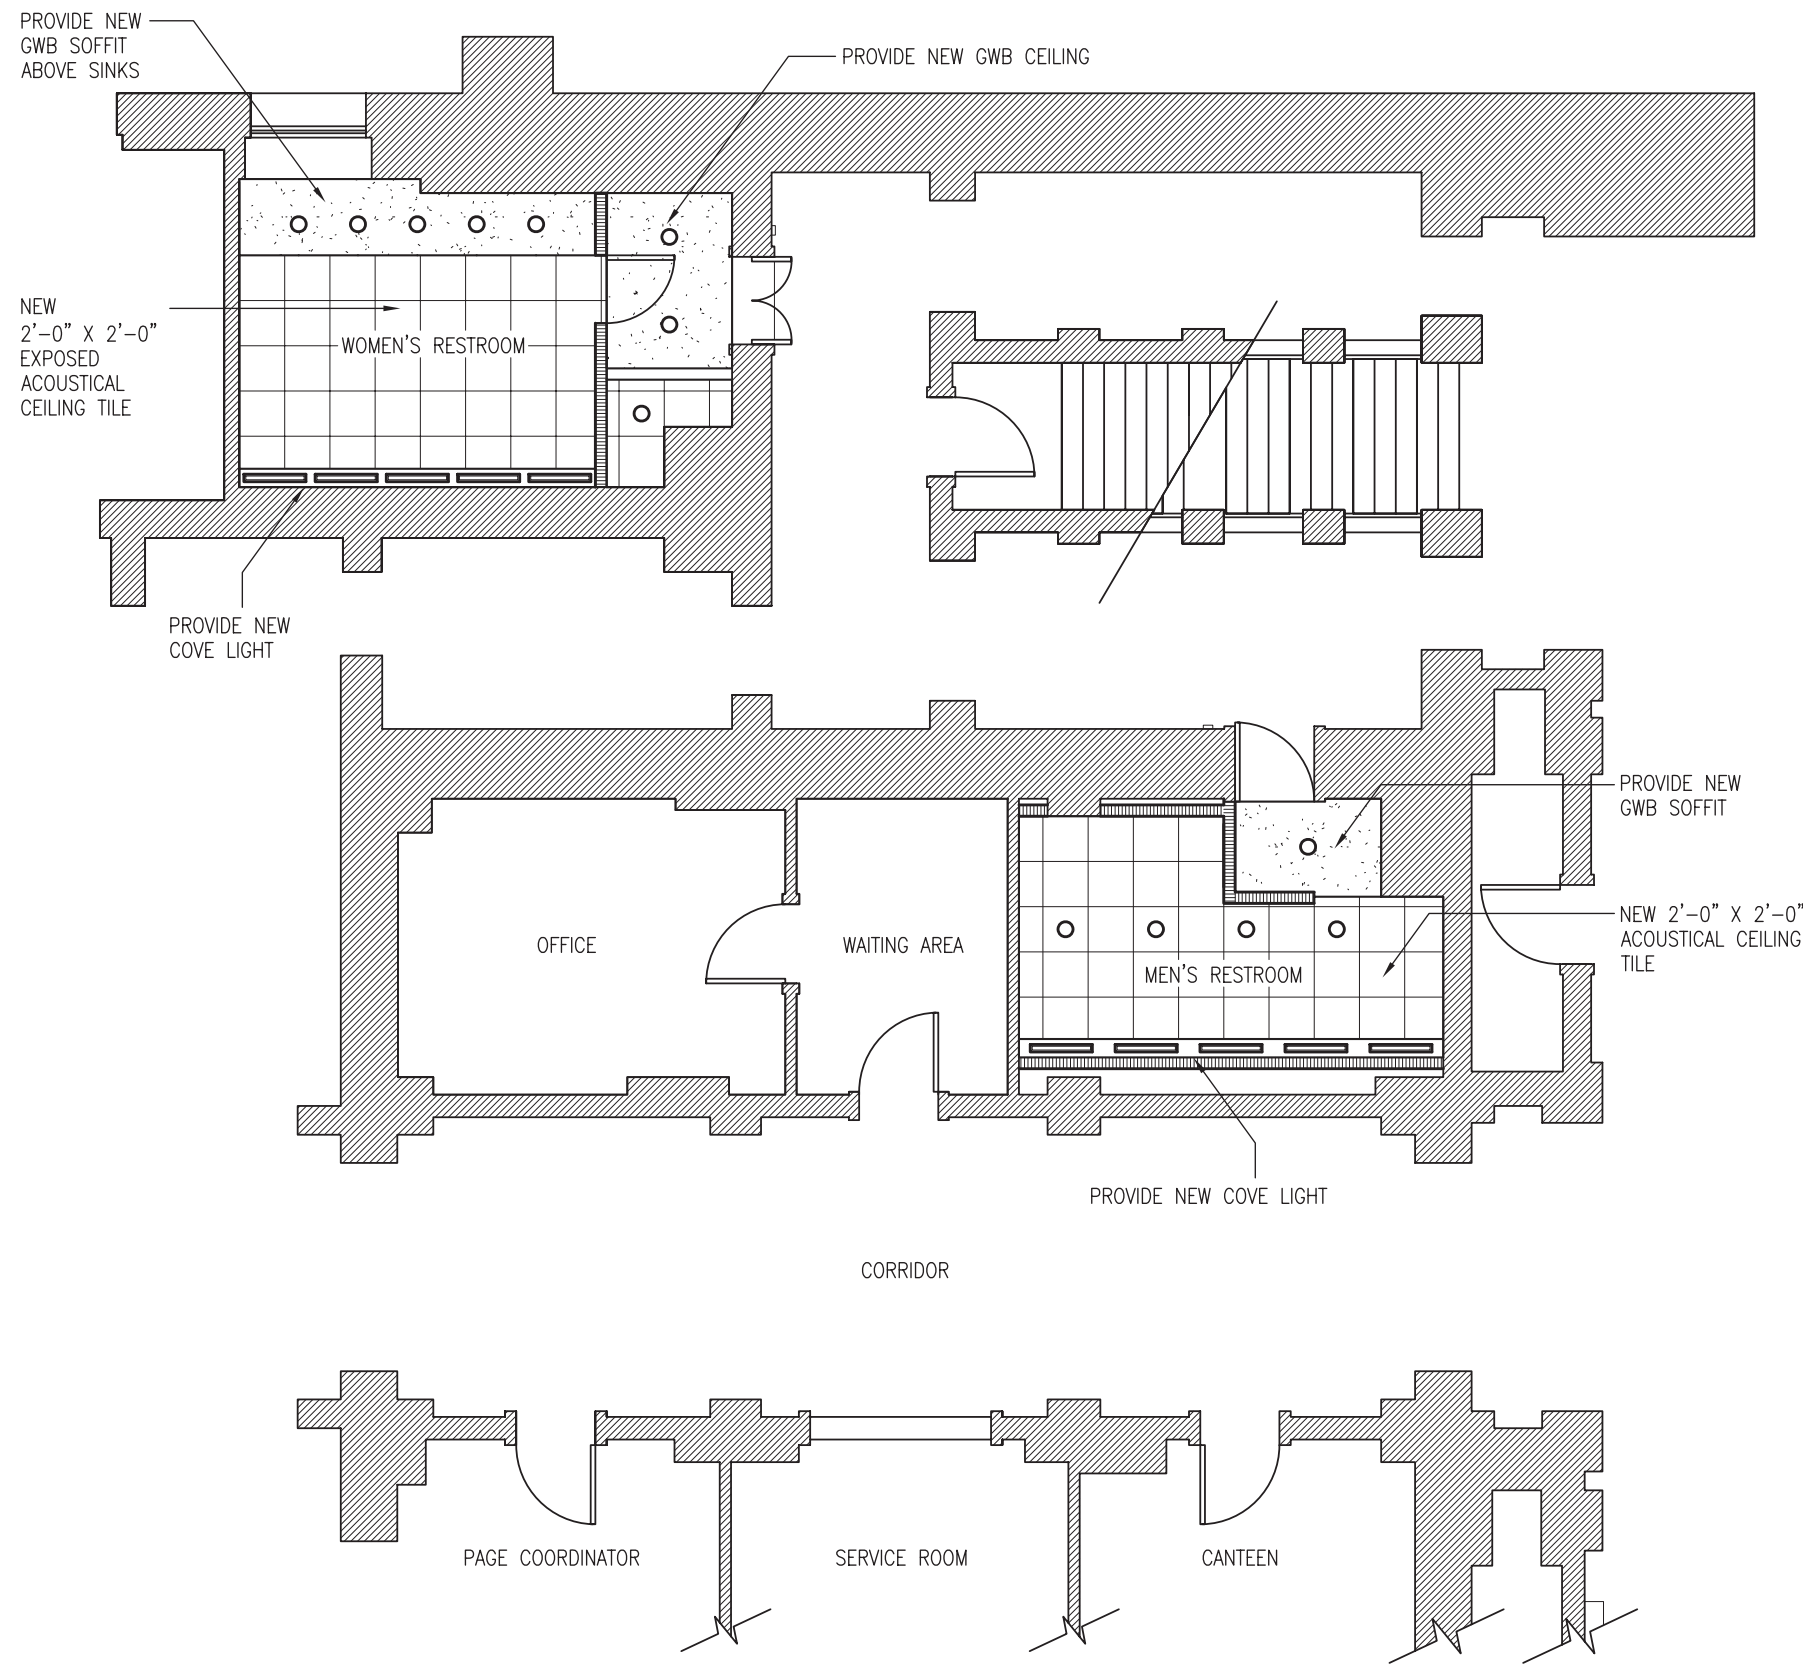 PROVIDE NEW
GWB SOFFIT
ABOVE SINKS
PROVIDE NEW GWB CEILING
NEW
2'-0" X 2'-0"
EXPOSED
ACOUSTICAL
CEILING TILE
WOMEN'S RESTROOM
PROVIDE NEW
COVE LIGHT
PROVIDE NEW
GWB SOFFIT
NEW 2'-0" X 2'-0"
ACOUSTICAL CEILING
TILE
OFFICE
WAITING AREA
MEN'S RESTROOM
PROVIDE NEW COVE LIGHT
CORRIDOR
PAGE COORDINATOR
SERVICE ROOM
CANTEEN